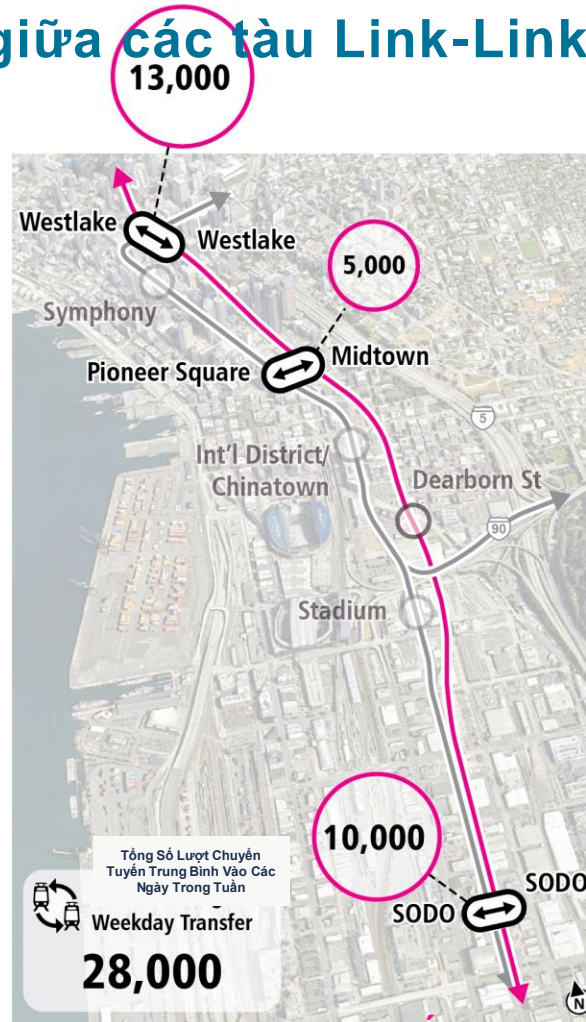 giữa các tàu Link-Link
13,000
Westlake
Westlake
5,000
Symphony
Pioneer Square
Midtown
5
Int'l District/
Chinatown
Dearborn St
90
Stadium
10,000
Tổng Số Lượt Chuyển
Tuyến Trung Bình Vào Các
Ngày Trong Tuần
Weekday Transfer
28,000
SODO
SODO
N